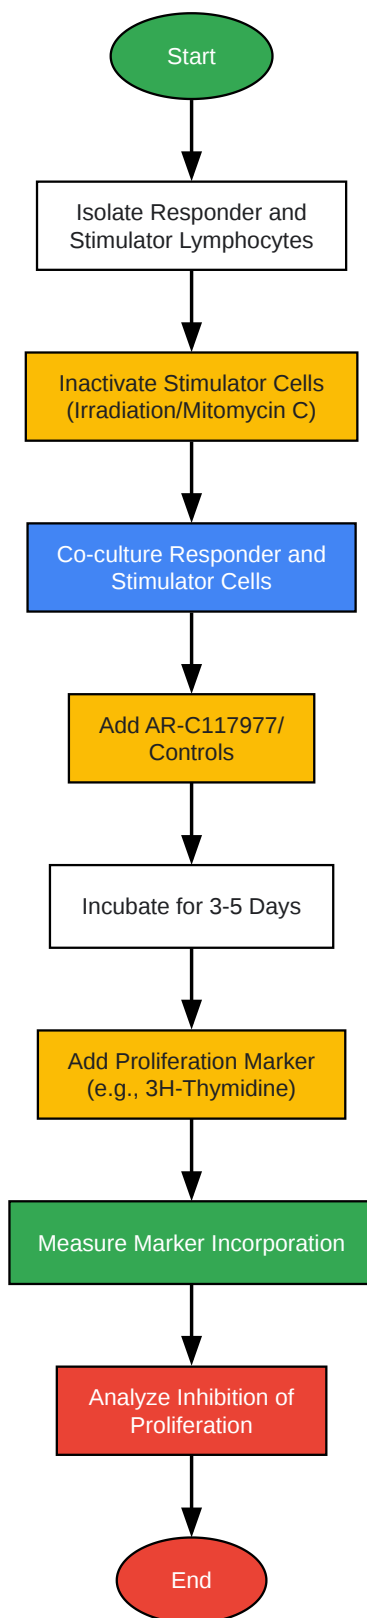 Start
Isolate Responder and
Stimulator Lymphocytes
Inactivate Stimulator Cells
(Irradiation/Mitomycin C)
Co-culture Responder and
Stimulator Cells
Add AR-C117977/
Controls
Incubate for 3-5 Days
Add Proliferation Marker
(e.g., 3H-Thymidine)
Measure Marker Incorporation
Analyze Inhibition of
Proliferation
End